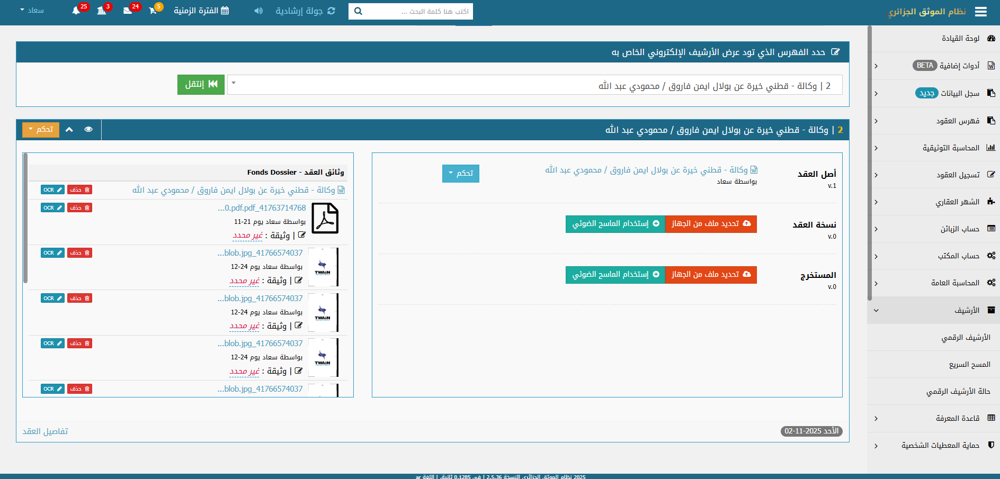 نظام الموثق الجزائري
اكتب هنا كلمة البحث ...
جولة إرشادية
الفترة الزمنية
5
24
3
25
سعاد
لوحة القيادة
أدوات إضافية BETA
سجل البيانات جديد
فهرس العقود
المحاسبة التوثيقية
تسجيل العقود
الشهر العقاري
حساب الزبائن
حساب المكتب
المحاسبة العامة
الأرشيف
الأرشيف الرقمي
المسح السريع
حالة الأرشيف الرقمي
قاعدة المعرفة
حماية المعطيات الشخصية
حدد الفهرس الذي تود عرض الأرشيف الإلكتروني الخاص به
2 | وكالة - قطني خيرة عن بولال ايمن فاروق / محمودي عبد الله
إنتقل
2 | وكالة - قطني خيرة عن بولال ايمن فاروق / محمودي عبد الله
تحكم
أصل العقد
v.1
وكالة - قطني خيرة عن بولال ايمن فاروق / محمودي عبد الله
بواسطة سعاد
تحكم
نسخة العقد
v.0
تحديد ملف من الجهاز
إستخدام الماسح الضوئي
المستخرج
v.0
تحديد ملف من الجهاز
إستخدام الماسح الضوئي
وثائق العقد - Fonds Dossier
وكالة - قطني خيرة عن بولال ايمن فاروق / محمودي عبد الله
حذف
OCR
...0.pdf.pdf_41763714768
بواسطة سعاد يوم 21-11
| وثيقة : غير محدد
حذف
OCR
TWAIN
...blob.jpg_41766574037
بواسطة سعاد يوم 24-12
| وثيقة : غير محدد
حذف
OCR
TWAIN
...blob.jpg_41766574037
بواسطة سعاد يوم 24-12
| وثيقة : غير محدد
حذف
OCR
TWAIN
...blob.jpg_41766574037
بواسطة سعاد يوم 24-12
| وثيقة : غير محدد
حذف
OCR
...blob.jpg_41766574037
حذف
OCR
الأحد 2025-11-02
تفاصيل العقد
2025 نظام الموثق الجزائري النسخة 2.5.36 | في 0.1285 ثانية. | اللغة ar